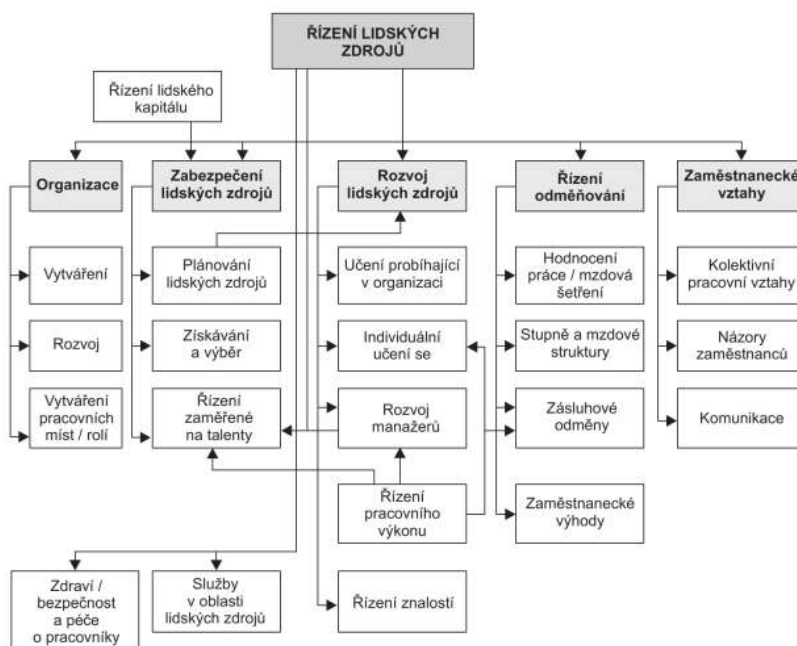 ŘÍZENÍ LIDSKÝCH
ZDROJŮ
Řízení lidského
kapitálu
Organizace
Zabezpečení
lidských zdrojů
Rozvoj
lidských zdrojů
Řízení
odměňování
Zaměstnanecké
vztahy
Vytváření
Plánování
lidských zdrojů
Učení probíhající
v organizaci
Hodnocení
práce / mzdová
šetření
Kolektivní
pracovní vztahy
Rozvoj
Získávání
a výběr
Individuální
učení se
Stupně a mzdové
struktury
Názory
zaměstnanců
Vytváření
pracovních
míst / rolí
Řízení
zaměřené
na talenty
Rozvoj
manažerů
Zásluhové
odměny
Komunikace
Řízení
pracovního
výkonu
Zaměstnanecké
výhody
Zdraví /
bezpečnost
a péče
o pracovníky
Služby
v oblasti
lidských zdrojů
Řízení znalostí